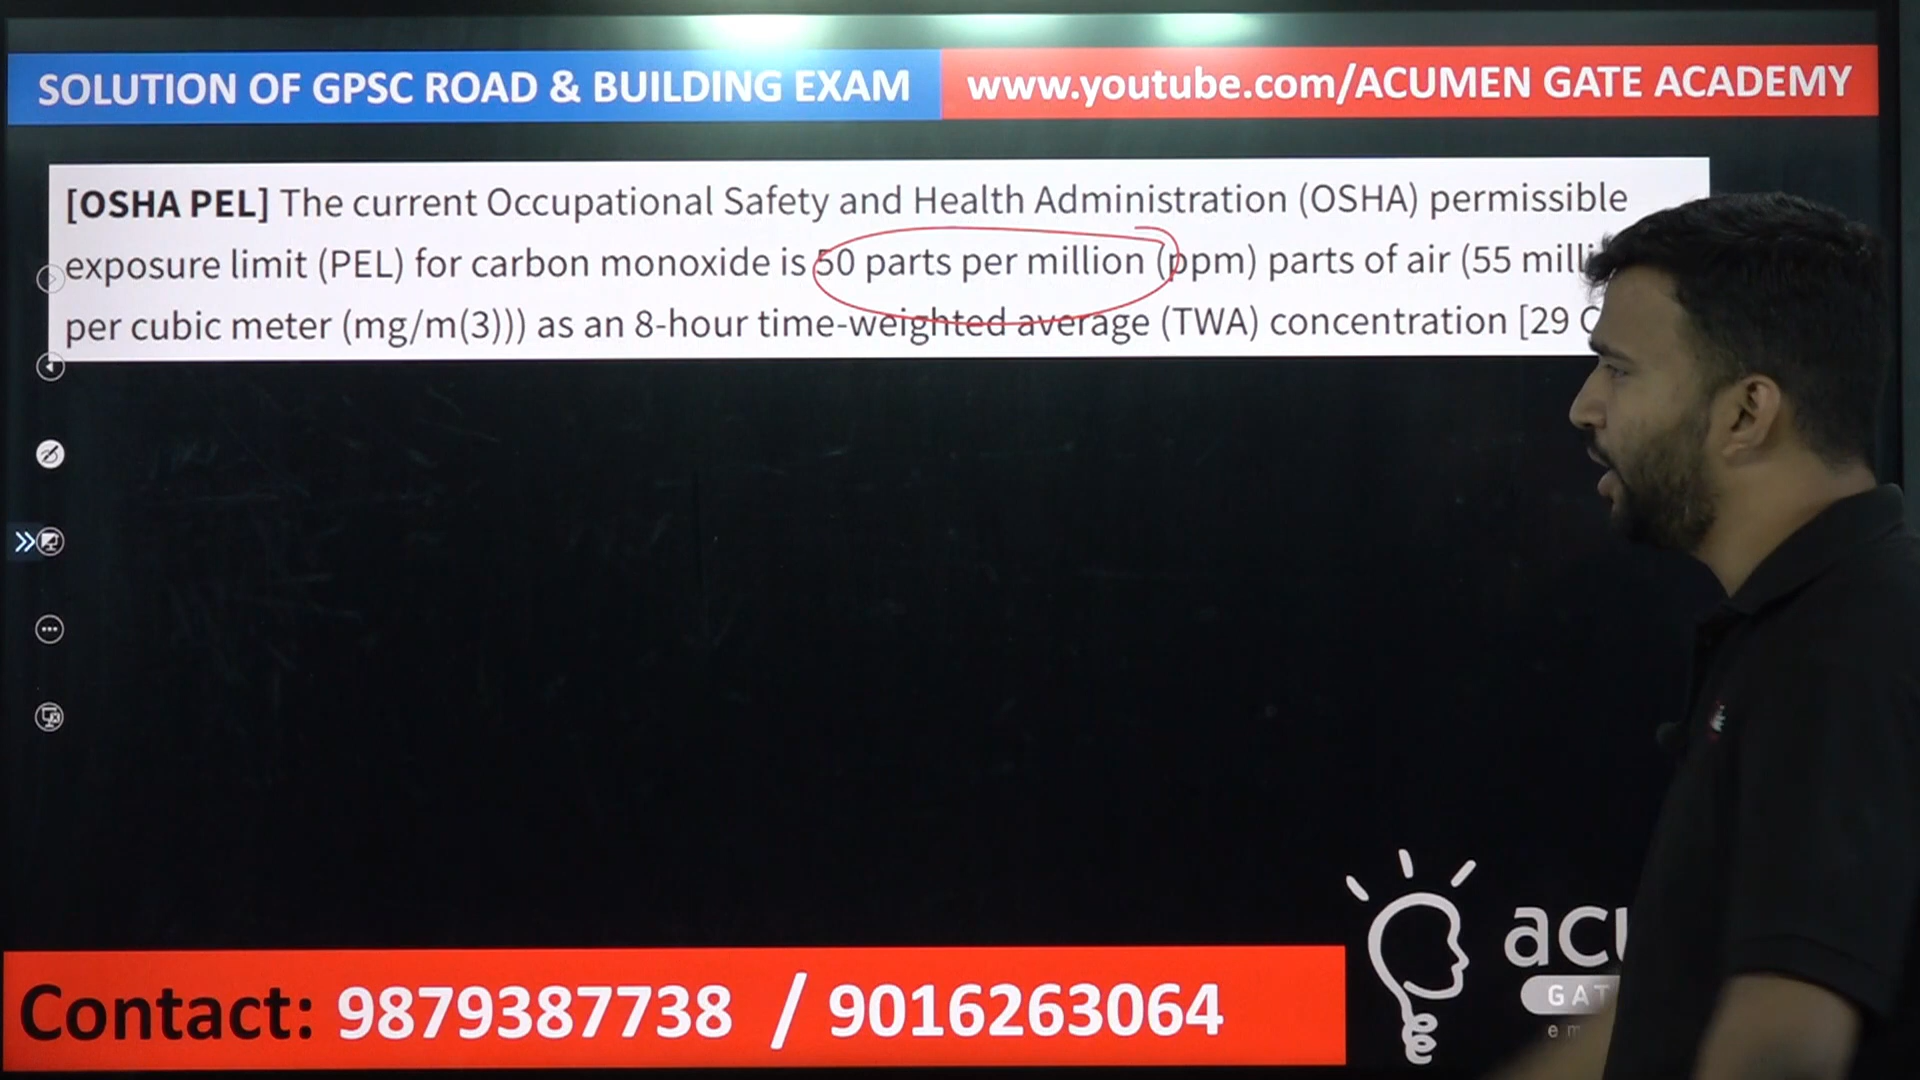 SOLUTION OF GPSC ROAD & BUILDING EXAM www.youtube.com/ACUMEN GATE ACADEMY
[OSHA PEL] The current Occupational Safety and Health Administration (OSHA) permissible
exposure limit (PEL) for carbon monoxide is 50 parts per million (ppm) parts of air (55
per cubic meter (mg/m(3))) as an 8-hour time-weighted average (TWA) concentration [29
Contact: 9879387738 / 9016263064